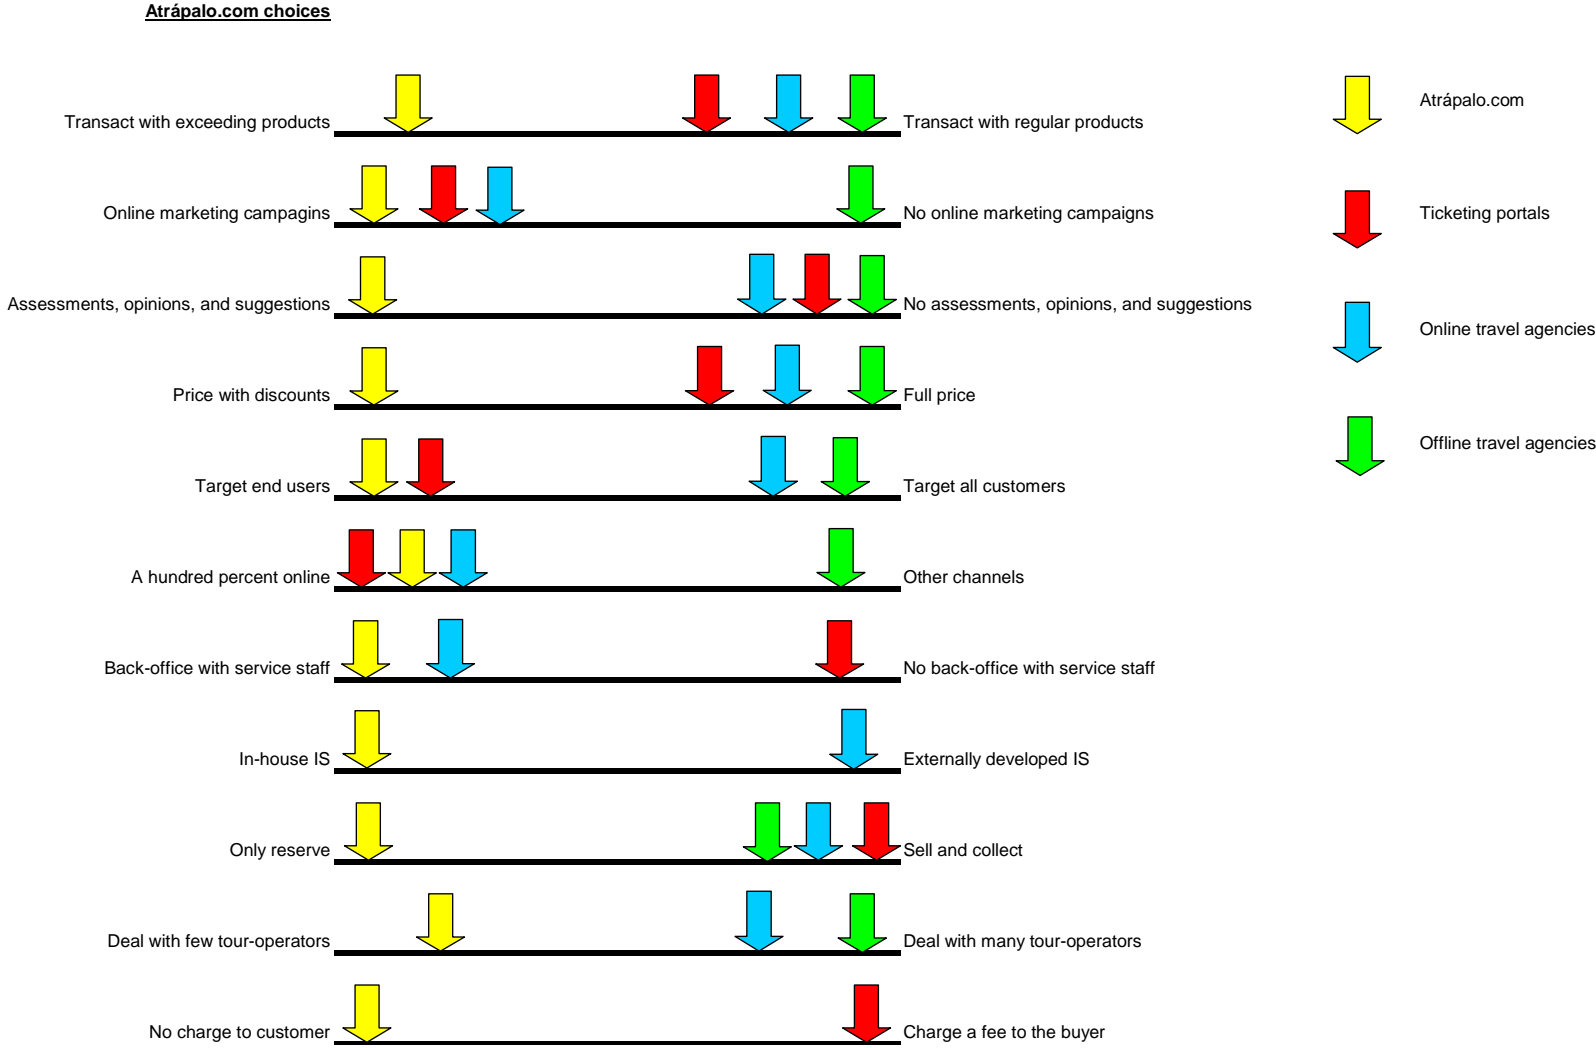 Atrápalo.com choices
Transact with exceeding products
Transact with regular products
Atrápalo.com
Online marketing campagins
No online marketing campaigns
Ticketing portals
Assessments, opinions, and suggestions
No assessments, opinions, and suggestions
Online travel agencies
Price with discounts
Full price
Offline travel agencies
Target end users
Target all customers
A hundred percent online
Other channels
Back-office with service staff
No back-office with service staff
In-house IS
Externally developed IS
Only reserve
Sell and collect
Deal with few tour-operators
Deal with many tour-operators
No charge to customer
Charge a fee to the buyer